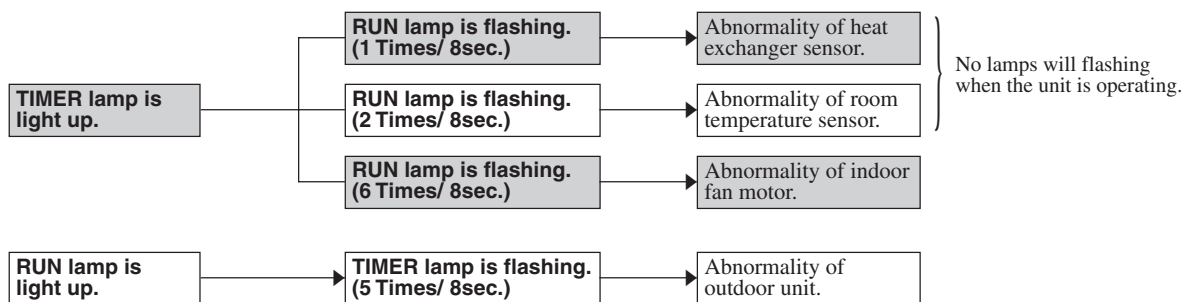 RUN lamp is flashing.
(1 Times/ 8sec.)
Abnormality of heat
exchanger sensor.
No lamps will flashing
when the unit is operating.
TIMER lamp is
light up.
RUN lamp is flashing.
(2 Times/ 8sec.)
Abnormality of room
temperature sensor.
RUN lamp is flashing.
(6 Times/ 8sec.)
Abnormality of indoor
fan motor.
RUN lamp is
light up.
TIMER lamp is flashing.
(5 Times/ 8sec.)
Abnormality of
outdoor unit.